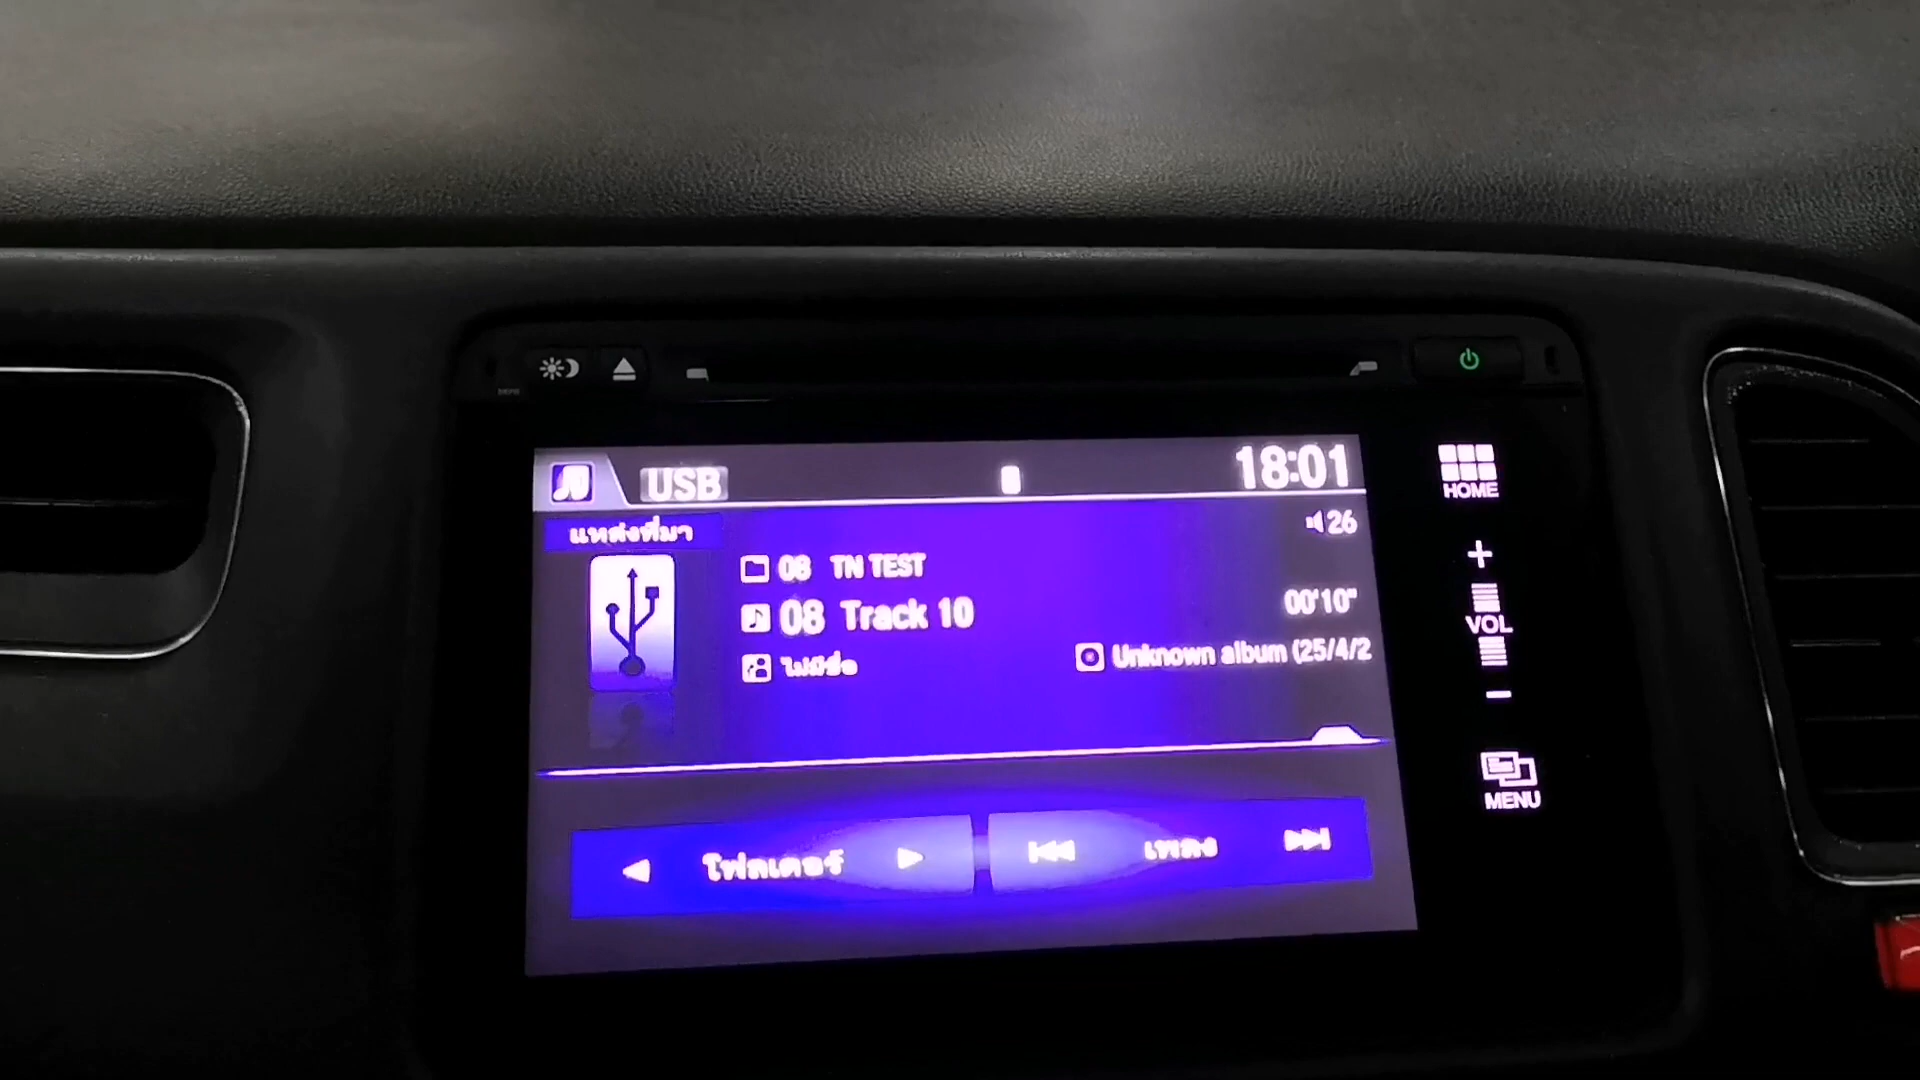 USB
18:01
แหล่งที่มา
26
08 TN TEST
08 Track 10
00'10"
ไม่มีชื่อ
Unknown album (25/4/2
โฟลเดอร์
เพลง
HOME
+
VOL
-
MENU